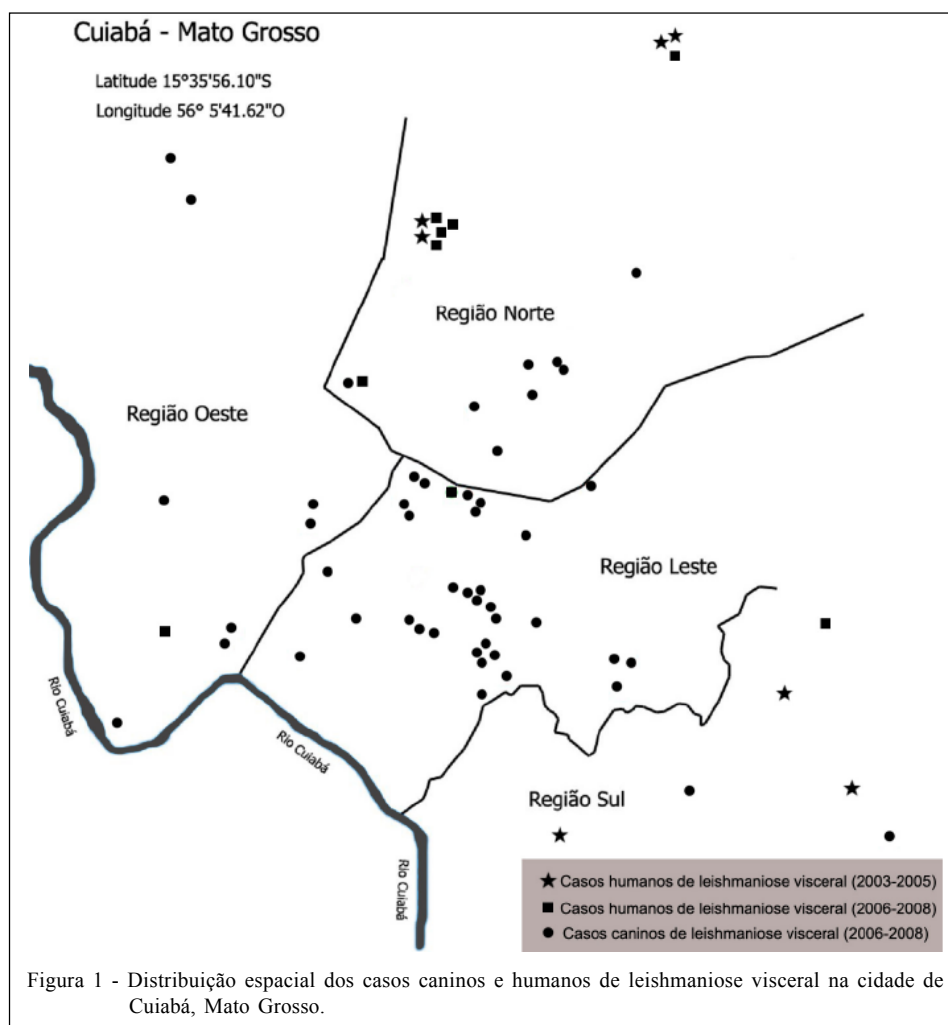 Cuiabá - Mato Grosso
Latitude 15°35'56.10"S
Longitude 56° 5'41.62"O
Região Norte
Região Oeste
Região Leste
Rio Cuiabá
Rio Cuiabá
Região Sul
Rio Cuiabá
Casos humanos de leishmaniose visceral (2003-2005)
Casos humanos de leishmaniose visceral (2006-2008)
Casos caninos de leishmaniose visceral (2006-2008)
Figura 1 - Distribuição espacial dos casos caninos e humanos de leishmaniose visceral na cidade de
Cuiabá, Mato Grosso.